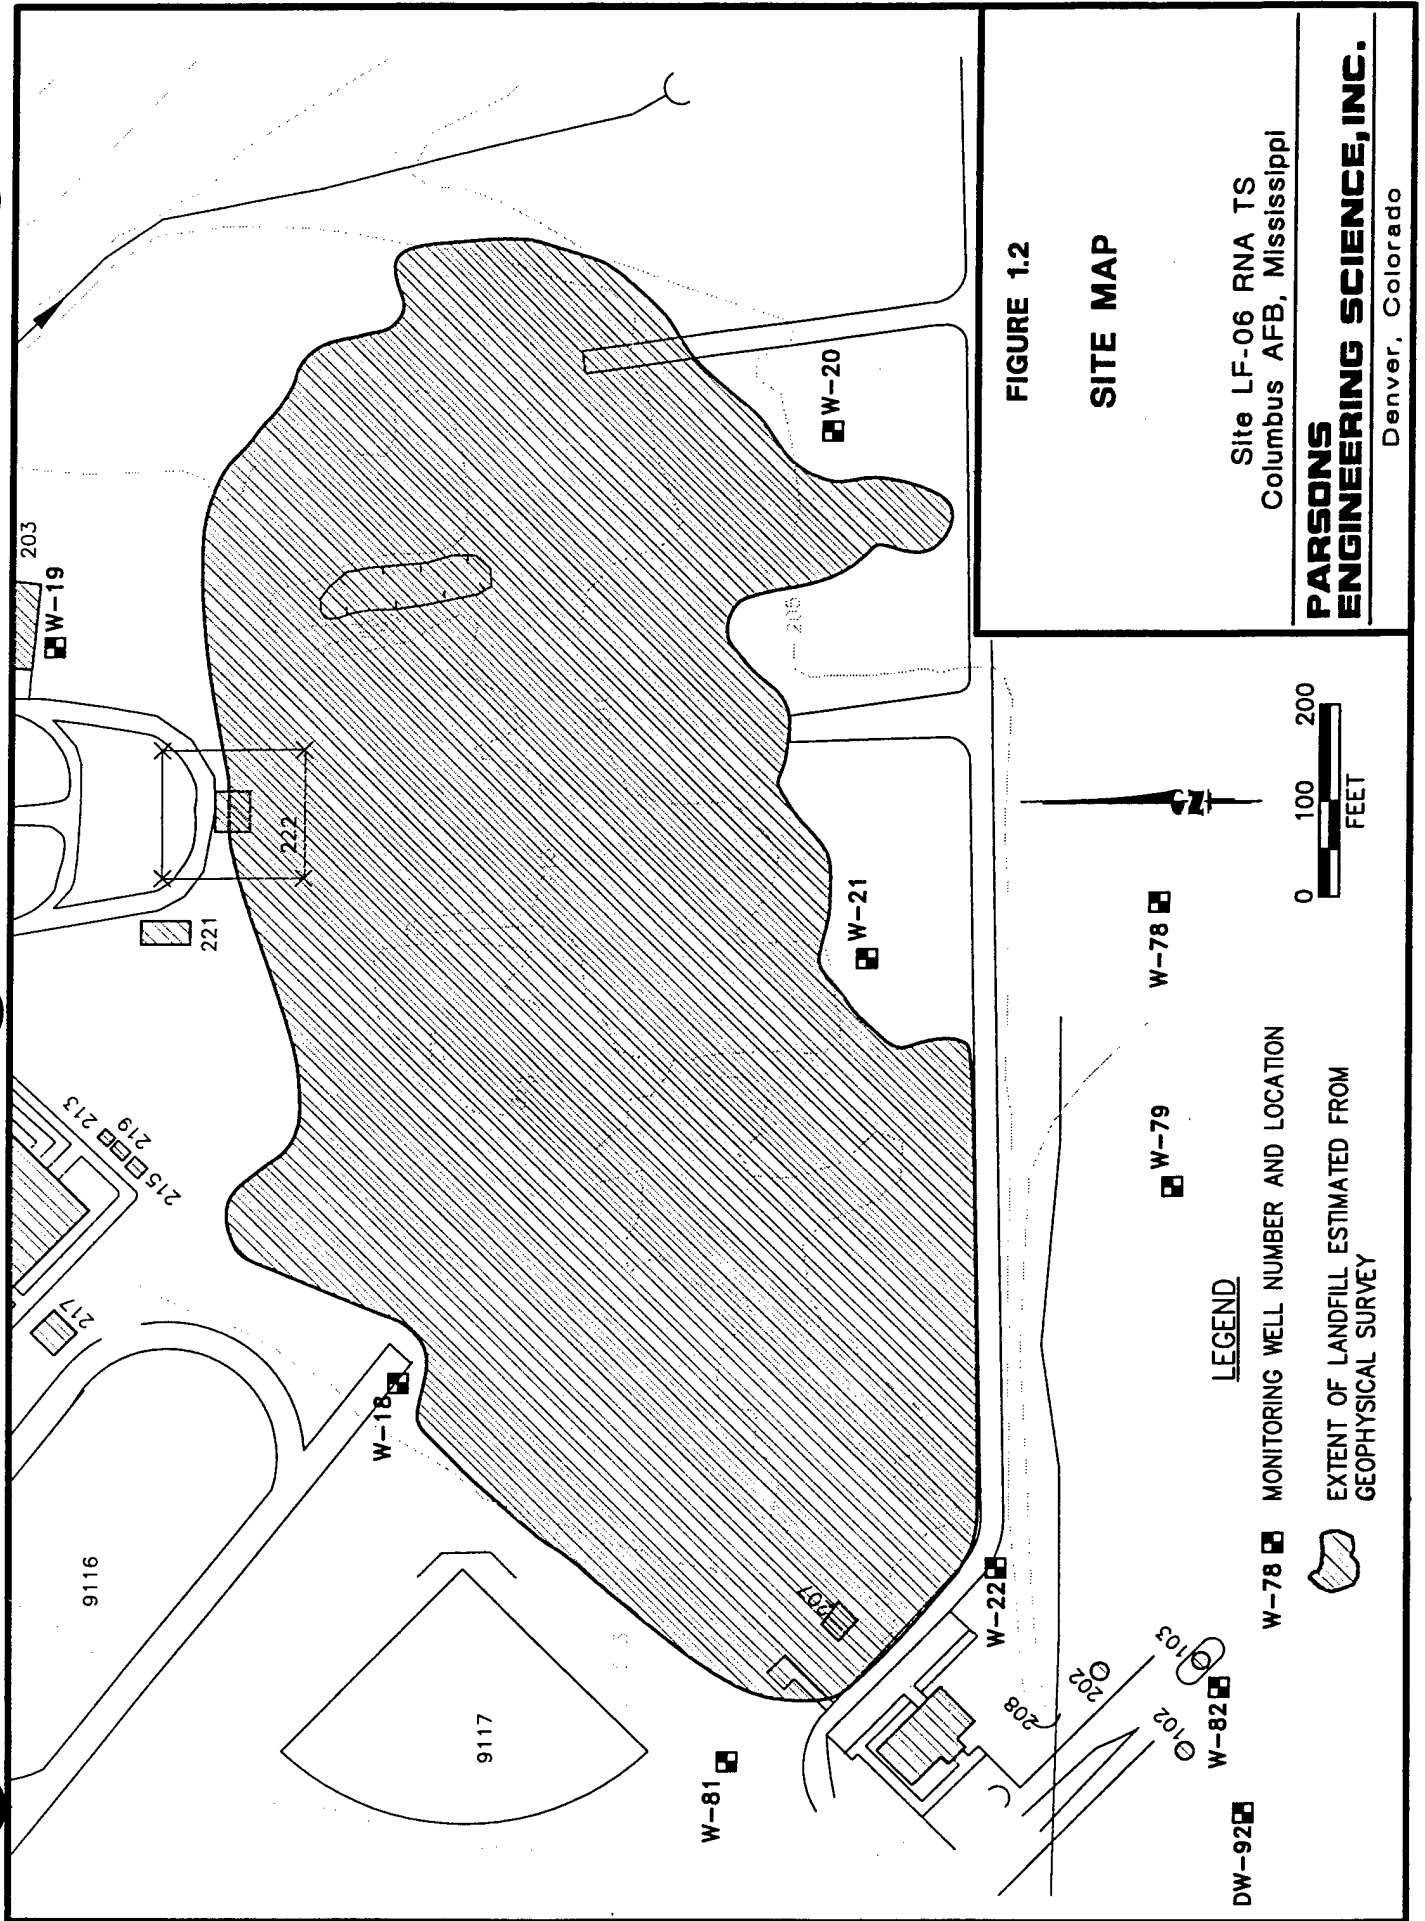 203
W-19
222
221
213
219
215
217
W-18
9116
9117
W-20
W-21
W-22
207
W-81
208
202
103
102
W-82
DW-92
W-79
W-78
N
0 100 200
FEET
LEGEND
W-78 MONITORING WELL NUMBER AND LOCATION
EXTENT OF LANDFILL ESTIMATED FROM
GEOPHYSICAL SURVEY
FIGURE 1.2
SITE MAP
Site LF-06 RNA TS
Columbus AFB, Mississippi
PARSONS
ENGINEERING SCIENCE, INC.
Denver, Colorado